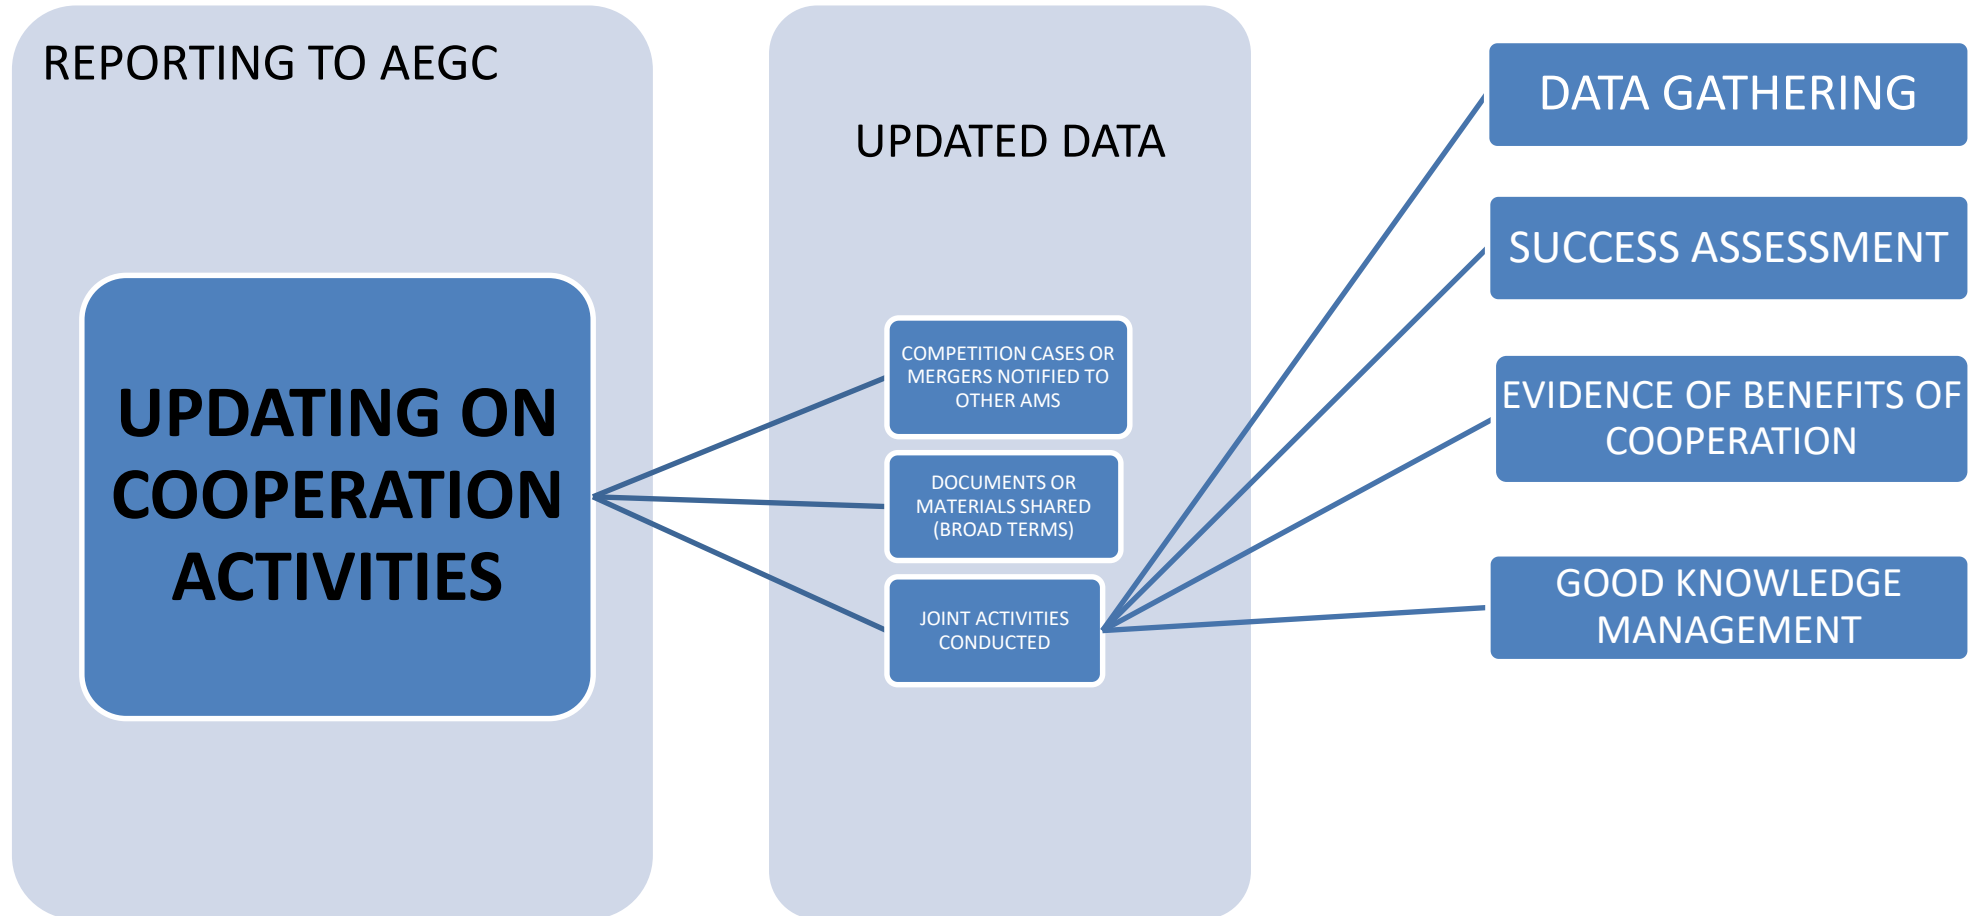 REPORTING TO AEGC
UPDATING ON
COOPERATION
ACTIVITIES
UPDATED DATA
COMPETITION CASES OR
MERGERS NOTIFIED TO
OTHER AMS
DOCUMENTS OR
MATERIALS SHARED
(BROAD TERMS)
JOINT ACTIVITIES
CONDUCTED
DATA GATHERING
SUCCESS ASSESSMENT
EVIDENCE OF BENEFITS OF
COOPERATION
GOOD KNOWLEDGE
MANAGEMENT